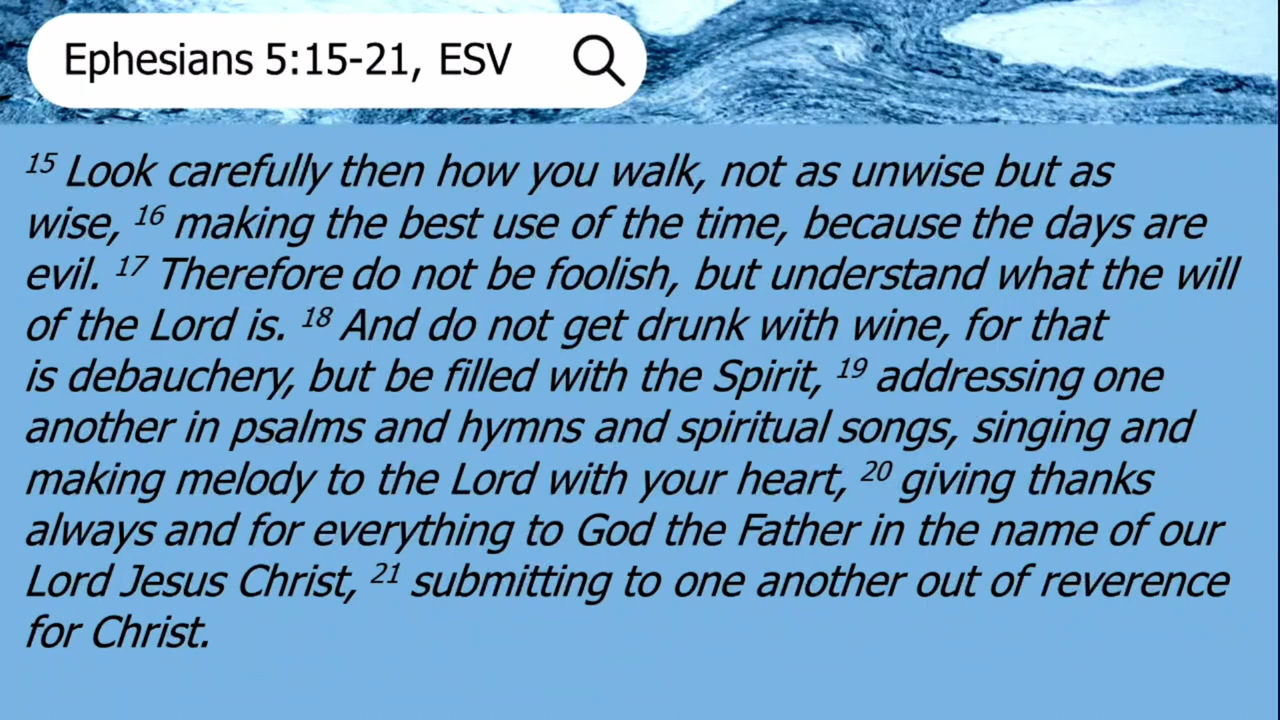 Ephesians 5:15-21, ESV
15 Look carefully then how you walk, not as unwise but as
wise, 16 making the best use of the time, because the days are
evil. 17 Therefore do not be foolish, but understand what the will
of the Lord is. 18 And do not get drunk with wine, for that
is debauchery, but be filled with the Spirit, 19 addressing one
another in psalms and hymns and spiritual songs, singing and
making melody to the Lord with your heart, 20 giving thanks
always and for everything to God the Father in the name of our
Lord Jesus Christ, 21 submitting to one another out of reverence
for Christ.